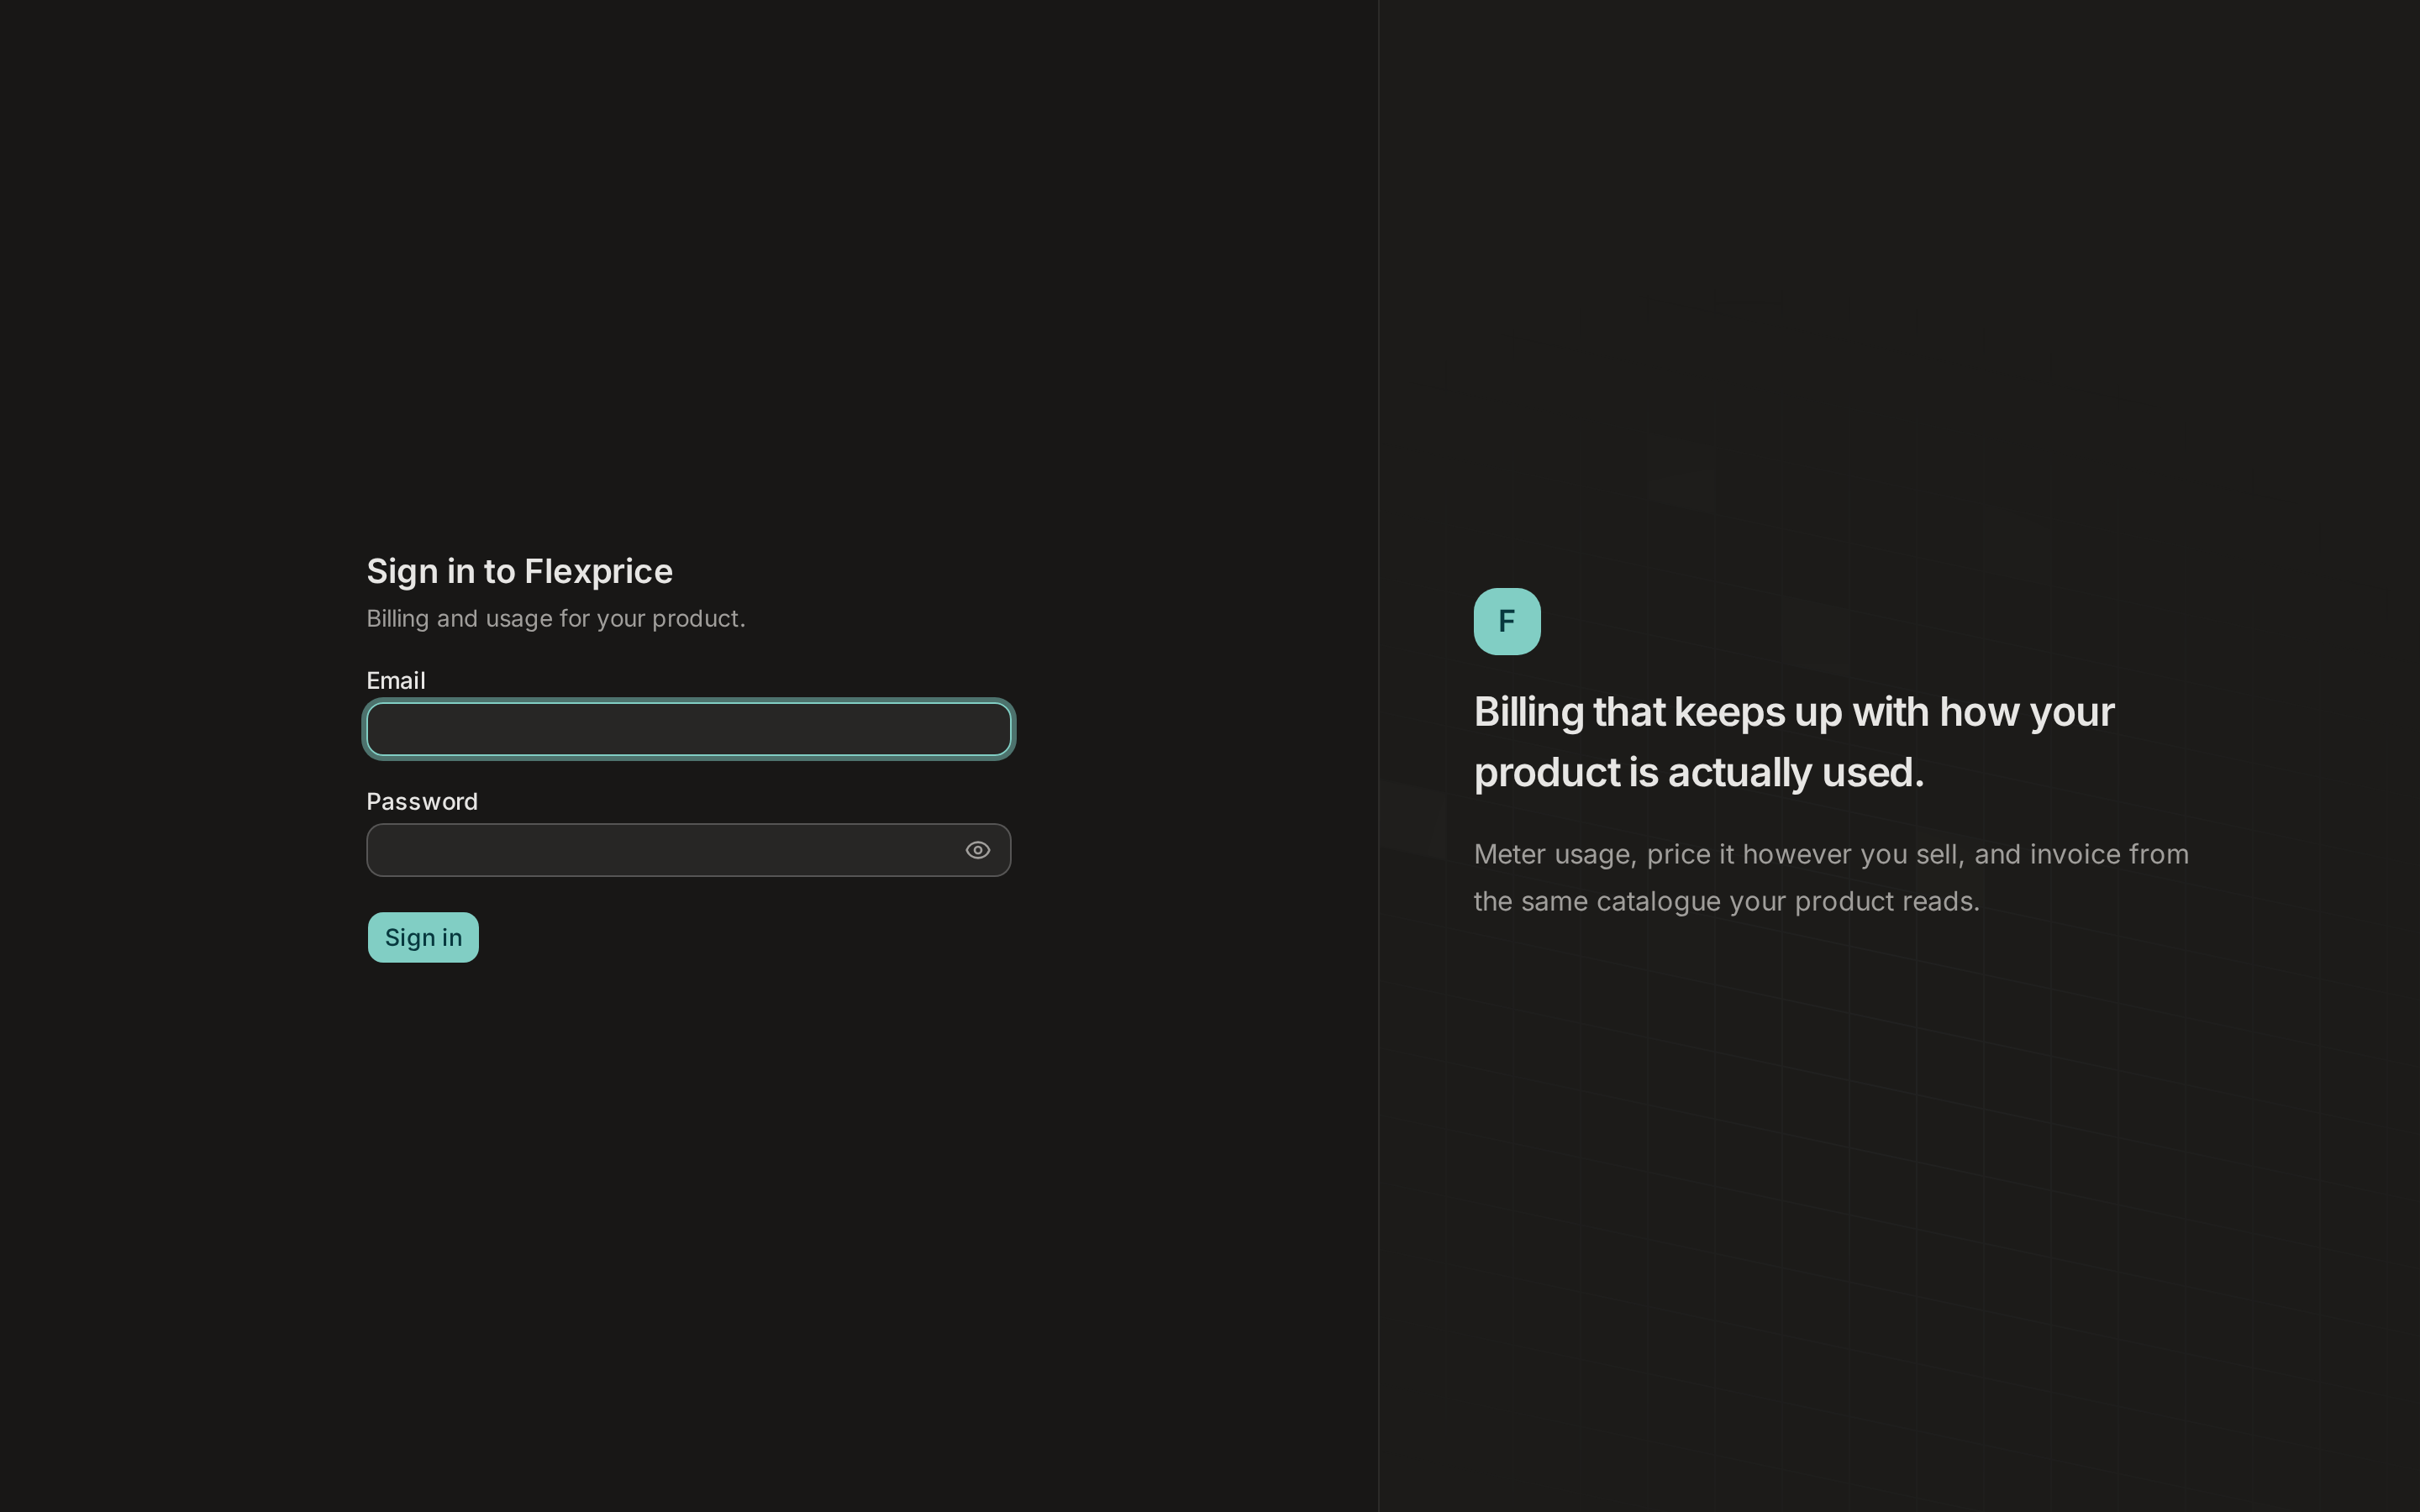 Sign in to Flexprice
Billing and usage for your product.
Email
Password
Sign in
F
Billing that keeps up with how your
product is actually used.
Meter usage, price it however you sell, and invoice from
the same catalogue your product reads.